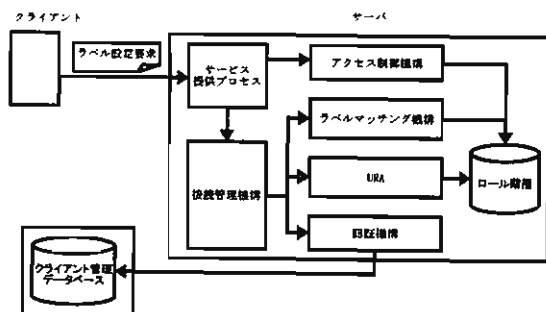 クライアント
サーバ
ラベル設定要求
サービス
提供プロセス
アクセス制御機構
ラベルマッチング機構
接続管理機構
URA
ロール階層
認証機構
クライアント管理
データベース